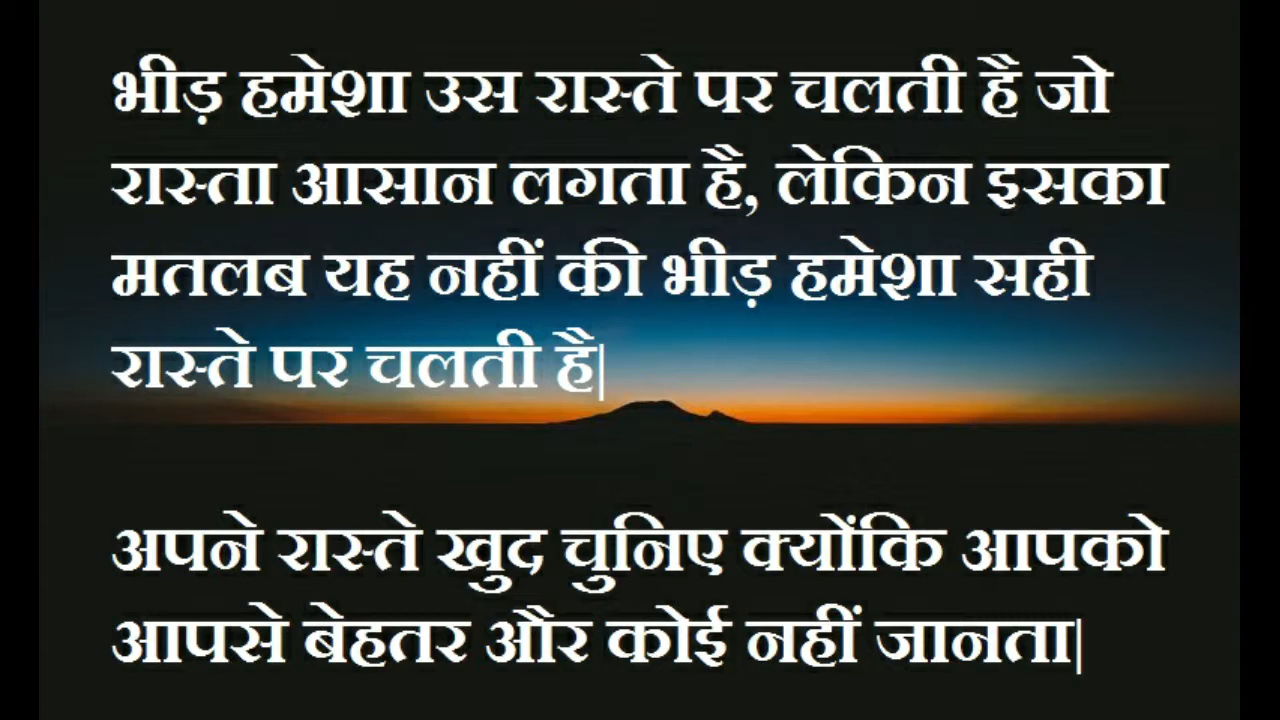 भीड़ हमेशा उस रास्ते पर चलती है जो
रास्ता आसान लगता है, लेकिन इसका
मतलब यह नहीं की भीड़ हमेशा सही
रास्ते पर चलती है|
अपने रास्ते खुद चुनिए क्योंकि आपको
आपसे बेहतर और कोई नहीं जानता|